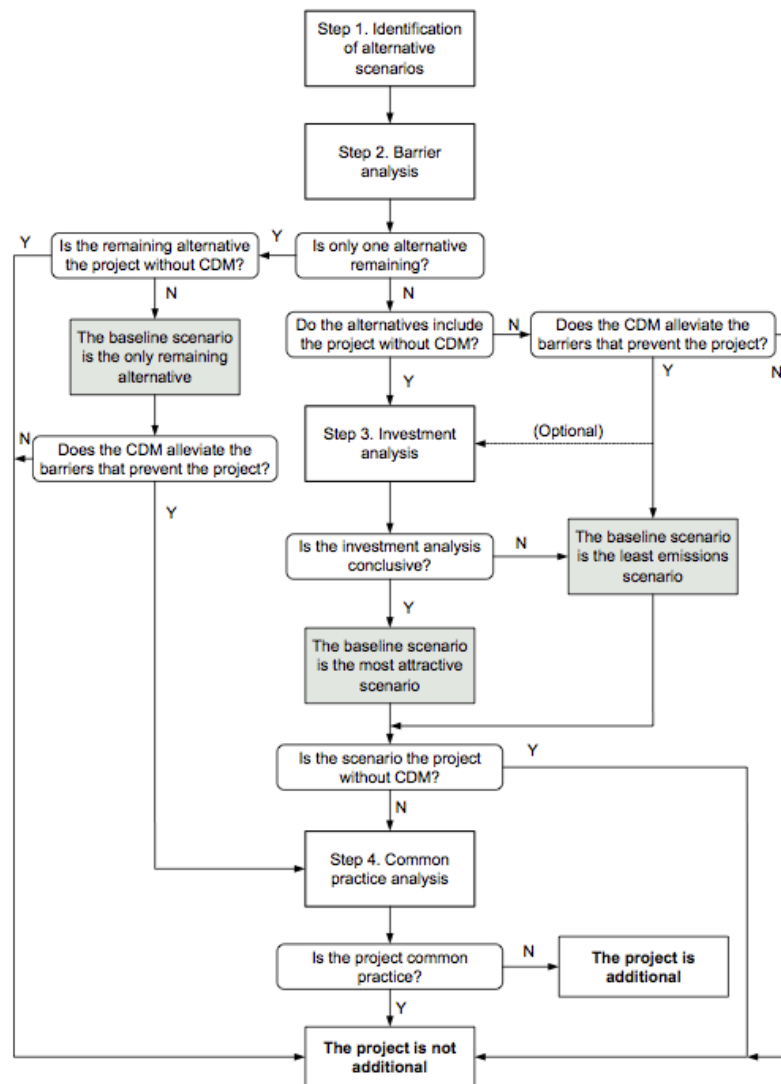 Step 1. Identification
of alternative
scenarios
Step 2. Barrier
analysis
Y
Is the remaining alternative
the project without CDM?
Y
Is only one alternative
remaining?
N
N
The baseline scenario
is the only remaining
alternative
Do the alternatives include
the project without CDM?
N
Does the CDM alleviate the
barriers that prevent the project?
N
Y
Y
Step 3. Investment
analysis
(Optional)
N
Does the CDM alleviate the
barriers that prevent the project?
Y
Is the investment analysis
conclusive?
N
The baseline scenario
is the least emissions
scenario
Y
The baseline scenario
is the most attractive
scenario
Is the scenario the project
without CDM?
Y
N
Step 4. Common
practice analysis
Is the project common
practice?
N
The project is
additional
Y
The project is not
additional